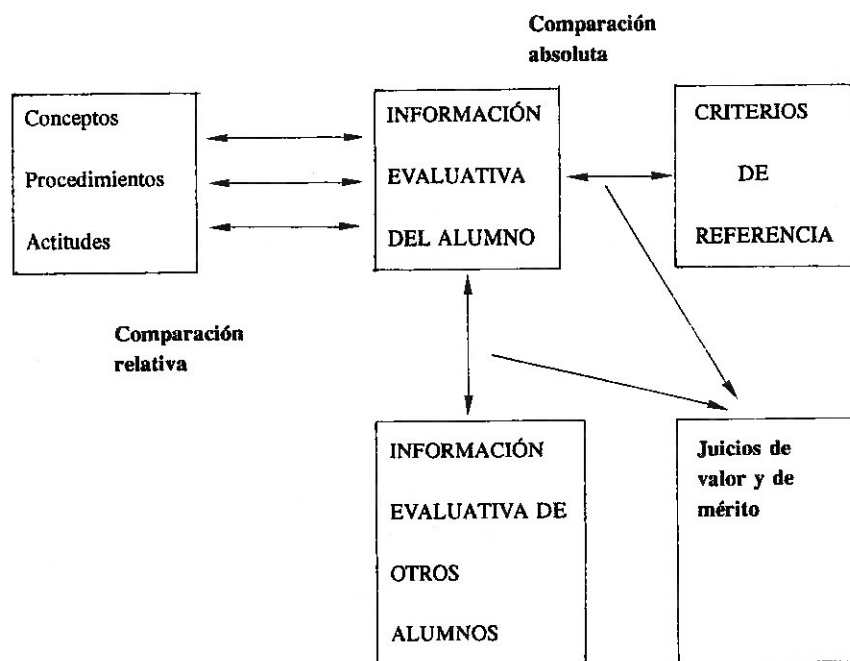 Comparación
absoluta
Conceptos
Procedimientos
Actitudes
INFORMACIÓN
EVALUATIVA
DEL ALUMNO
CRITERIOS
DE
REFERENCIA
Comparación
relativa
INFORMACIÓN
EVALUATIVA DE
OTROS
ALUMNOS
Juicios de
valor y de
mérito